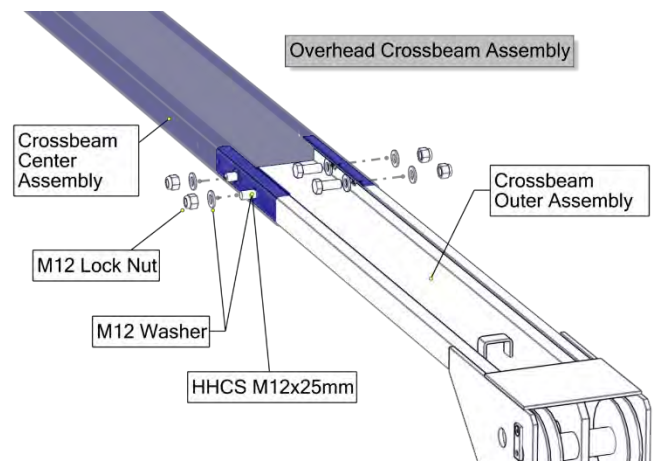 Overhead Crossbeam Assembly
Crossbeam
Center
Assembly
Crossbeam
Outer Assembly
M12 Lock Nut
M12 Washer
HHCS M12x25mm